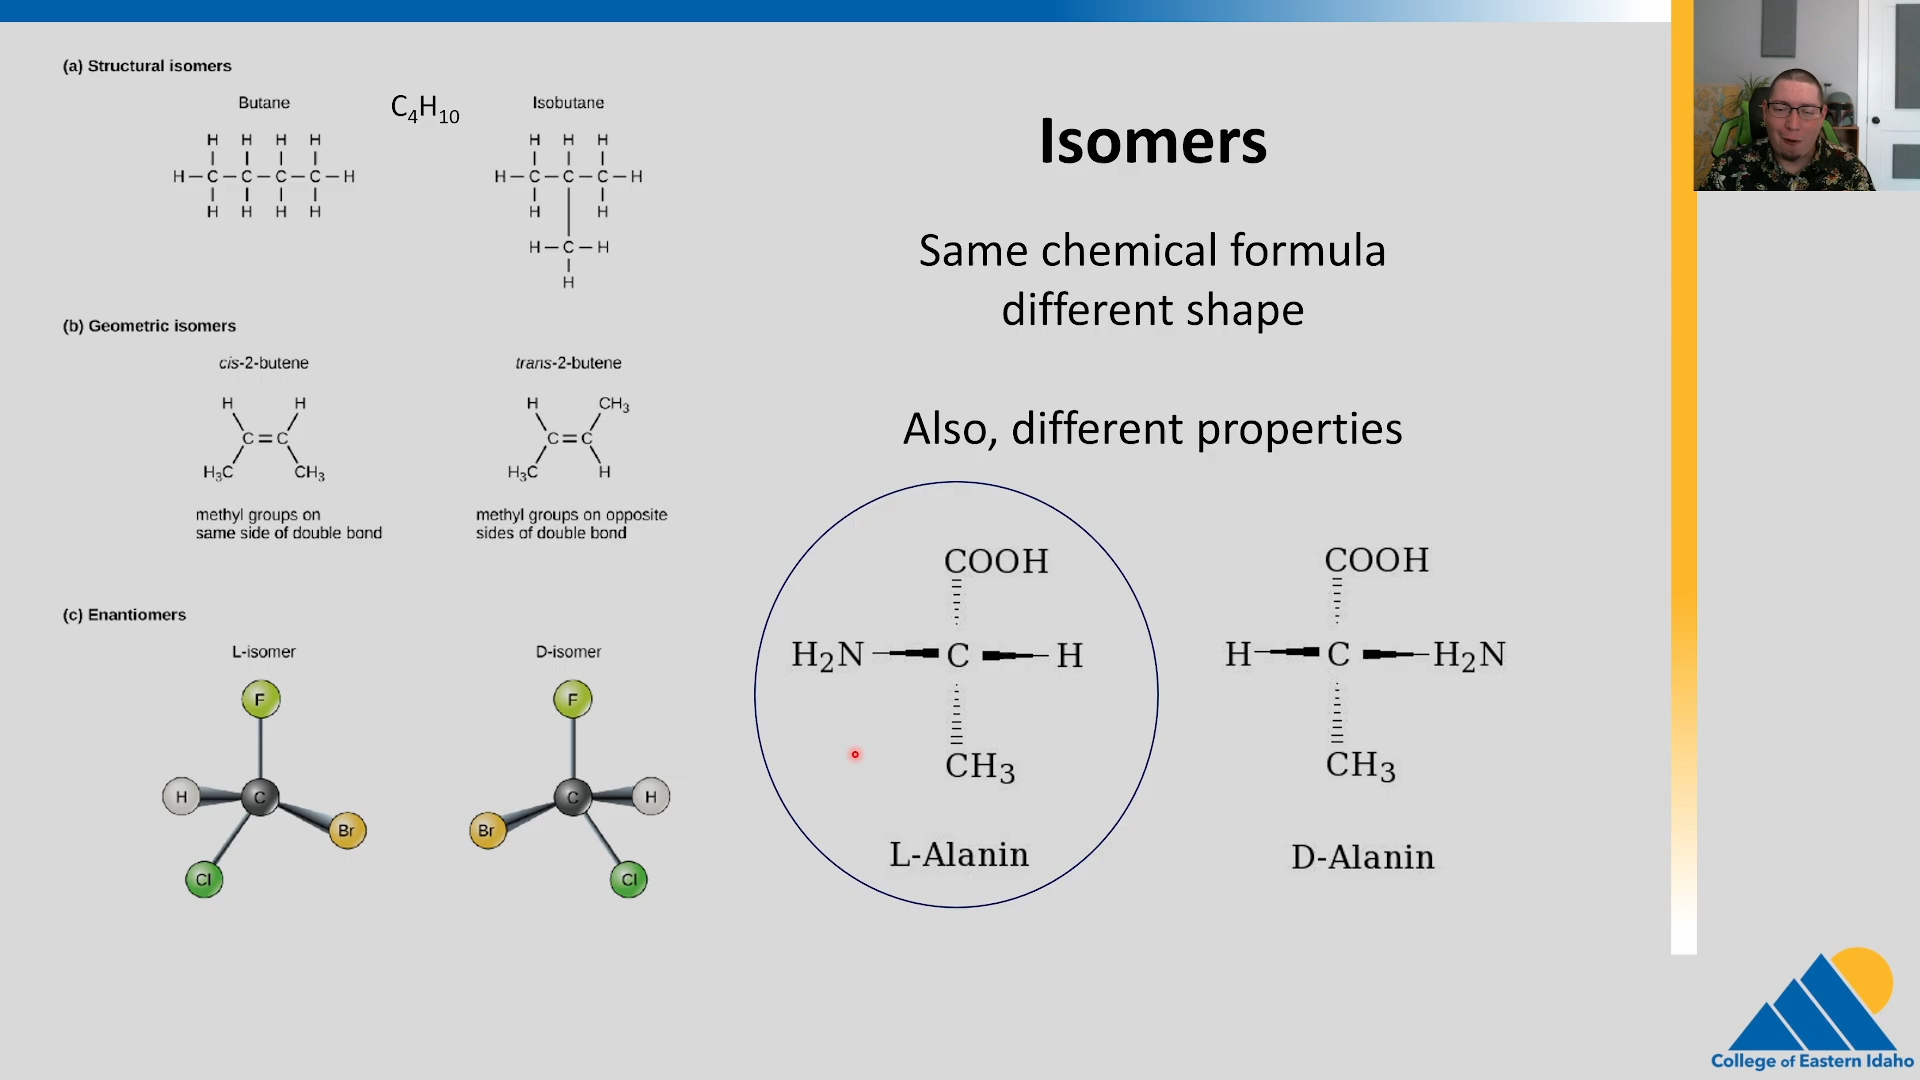 (a) Structural isomers
Butane
C4H10
Isobutane
H H H H
H–C–C–C–C–H
H H H H
H H H
H–C–C–C–H
H H
H–C–H
H
(b) Geometric isomers
cis-2-butene
H H
C=C
H3C CH3
methyl groups on
same side of double bond
trans-2-butene
H CH3
C=C
H3C H
methyl groups on opposite
sides of double bond
(c) Enantiomers
L-isomer
F
H C Br
Cl
D-isomer
F
Br C H
Cl
Isomers
Same chemical formula
different shape
Also, different properties
COOH
H2N C H
CH3
L-Alanin
COOH
H C H2N
CH3
D-Alanin
College of Eastern Idaho